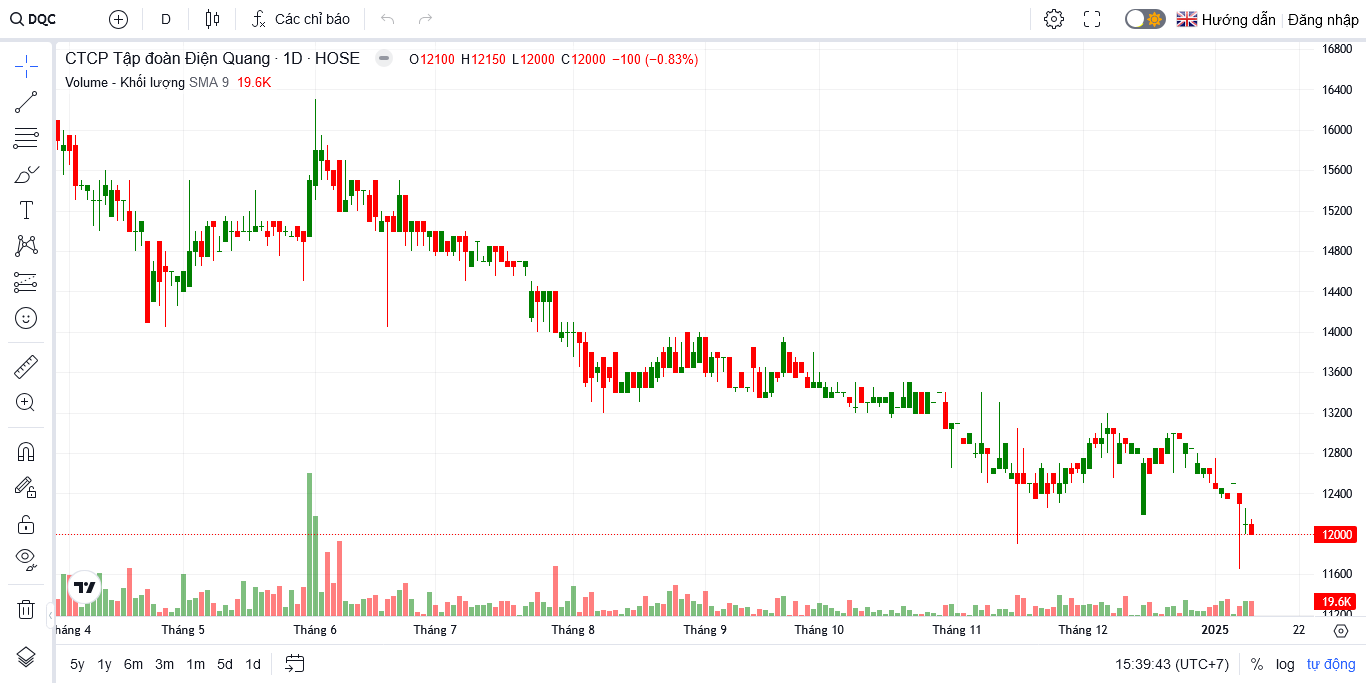 DQC D Các chỉ báo Hướng dẫn Đăng nhập
CTCP Tập đoàn Điện Quang · 1D · HOSE O12100 H12150 L12000 C12000 −100 (−0.83%)
Volume - Khối lượng SMA 9 19.6K
16800
16400
16000
15600
15200
14800
14400
14000
13600
13200
12800
12400
12000
11600
19.6K
11200
háng 4 Tháng 5 Tháng 6 Tháng 7 Tháng 8 Tháng 9 Tháng 10 Tháng 11 Tháng 12 2025 22
5y 1y 6m 3m 1m 5d 1d 15:39:43 (UTC+7) % log tự động